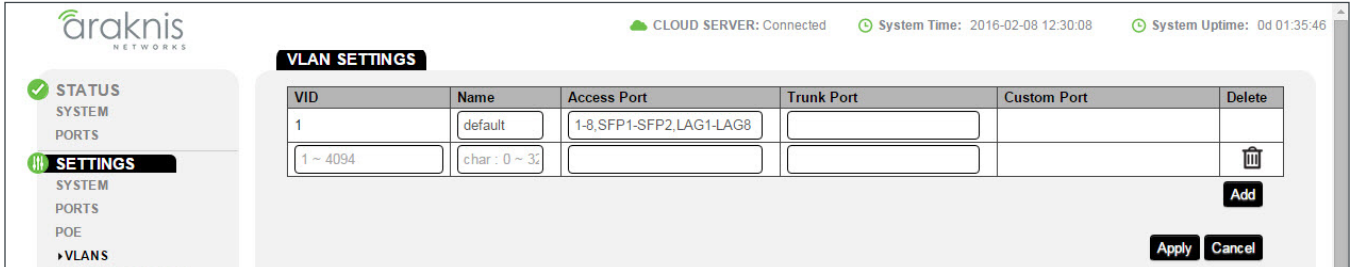 araknis
NETWORKS
CLOUD SERVER: Connected System Time: 2016-02-08 12:30:08 System Uptime: 0d 01:35:46
VLAN SETTINGS
STATUS
SYSTEM
PORTS
SETTINGS
SYSTEM
PORTS
POE
VLANS
VID Name Access Port Trunk Port Custom Port Delete
1 default 1-8,SFP1-SFP2,LAG1-LAG8
1 ~ 4094 char : 0 ~ 32
Add
Apply Cancel